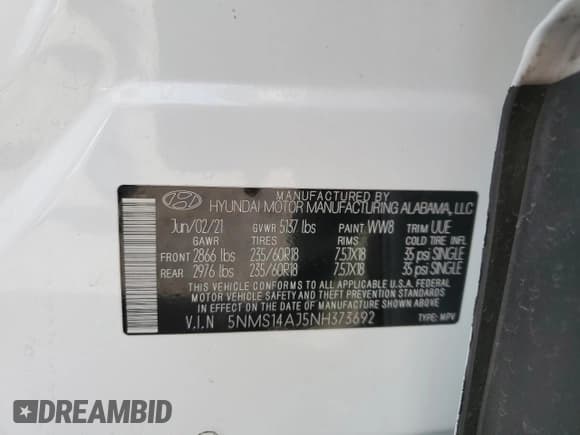 MANUFACTURED BY
HYUNDAI MOTOR MANUFACTURING ALABAMA, LLC
Jun/02/21 GVWR 5137 lbs PAINT WW8 TRIM UUE
GAWR TIRES RIMS COLD TIRE INFL
FRONT 2866 lbs 235/60R18 7.5JX18 35 psi SINGLE
REAR 2976 lbs 235/60R18 7.5JX18 35 psi SINGLE
THIS VEHICLE CONFORMS TO ALL APPLICABLE U.S.A. FEDERAL
MOTOR VEHICLE SAFETY AND THEFT PREVENTION STANDARDS
IN EFFECT ON THE DATE OF MANUFACTURE SHOWN ABOVE.
V.I.N 5NMS14AJ5NH373692 TYPE: MPV
DREAMBID